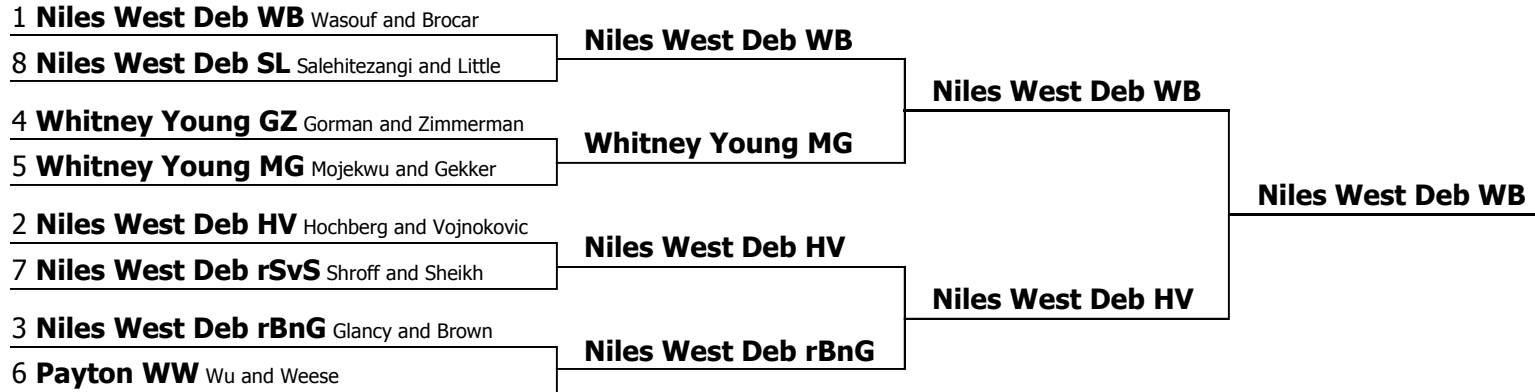 1 Niles West Deb WB Wasouf and Brocar
8 Niles West Deb SL Salehitezangi and Little
4 Whitney Young GZ Gorman and Zimmerman
5 Whitney Young MG Mojekwu and Gekker
2 Niles West Deb HV Hochberg and Vojnokovic
7 Niles West Deb rSvS Shroff and Sheikh
3 Niles West Deb rBnG Glancy and Brown
6 Payton WW Wu and Weese
Niles West Deb WB
Whitney Young MG
Niles West Deb HV
Niles West Deb rBnG
Niles West Deb WB
Niles West Deb HV
Niles West Deb WB